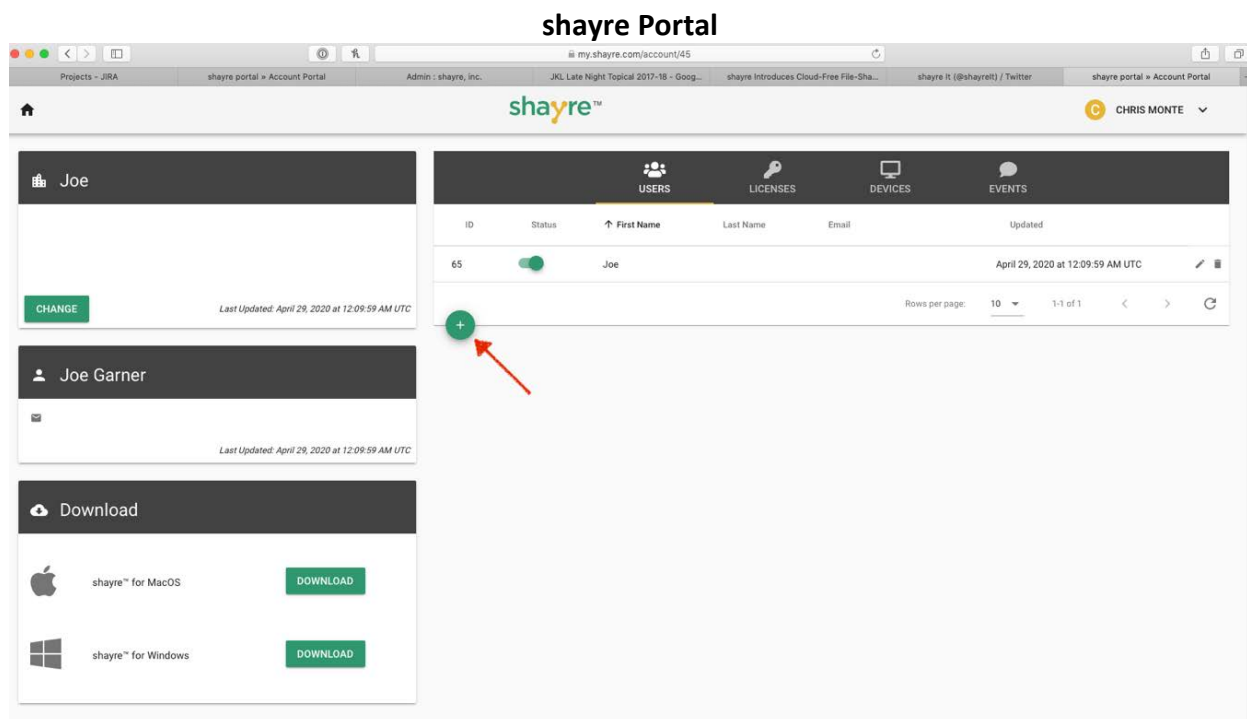 shayre Portal
my.shayre.com/account/45
Projects - JIRA
shayre portal » Account Portal
Admin : shayre, inc.
JKL Late Night Topical 2017-18 - Goog...
shayre Introduces Cloud-Free File-Sha...
shayre it (@shayreit) / Twitter
shayre portal » Account Portal
shayre™
C CHRIS MONTE
Joe
CHANGE
Last Updated: April 29, 2020 at 12:09:59 AM UTC
Joe Garner
Last Updated: April 29, 2020 at 12:09:59 AM UTC
Download
shayre™ for MacOS
DOWNLOAD
shayre™ for Windows
DOWNLOAD
USERS LICENSES DEVICES EVENTS
ID Status ↑ First Name Last Name Email Updated
65 Joe April 29, 2020 at 12:09:59 AM UTC
Rows per page: 10 1-1 of 1
+